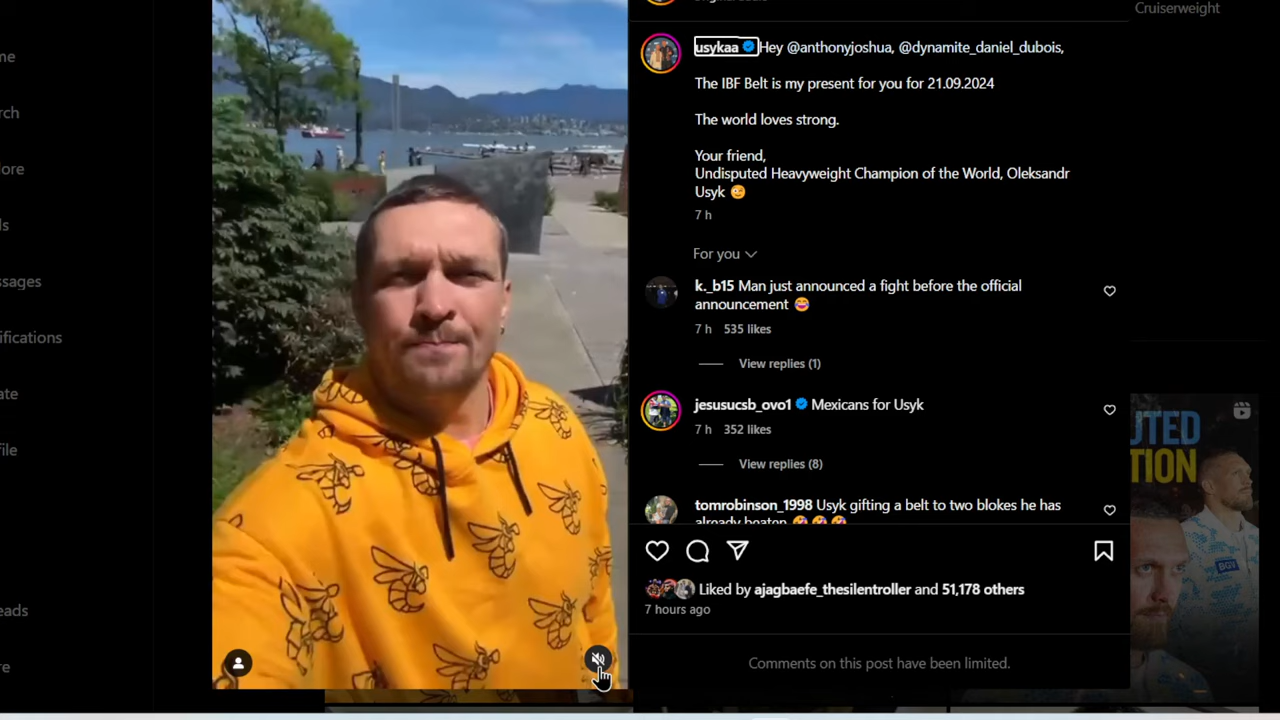 Cruiserweight
me
rch
ore
ls
ssages
ifications
ate
file
eads
re
usykaa Hey @anthonyjoshua, @dynamite_daniel_dubois,
The IBF Belt is my present for you for 21.09.2024
The world loves strong.
Your friend,
Undisputed Heavyweight Champion of the World, Oleksandr
Usyk 😉
7 h
For you
k._b15 Man just announced a fight before the official
announcement 😂
7 h 535 likes
View replies (1)
jesusucsb_ovo1 Mexicans for Usyk
7 h 352 likes
View replies (8)
tomrobinson_1998 Usyk gifting a belt to two blokes he has
already beaten 🤣🤣🤣
Liked by ajagbaefe_thesilentroller and 51,178 others
7 hours ago
Comments on this post have been limited.
UTED
TION
BGV